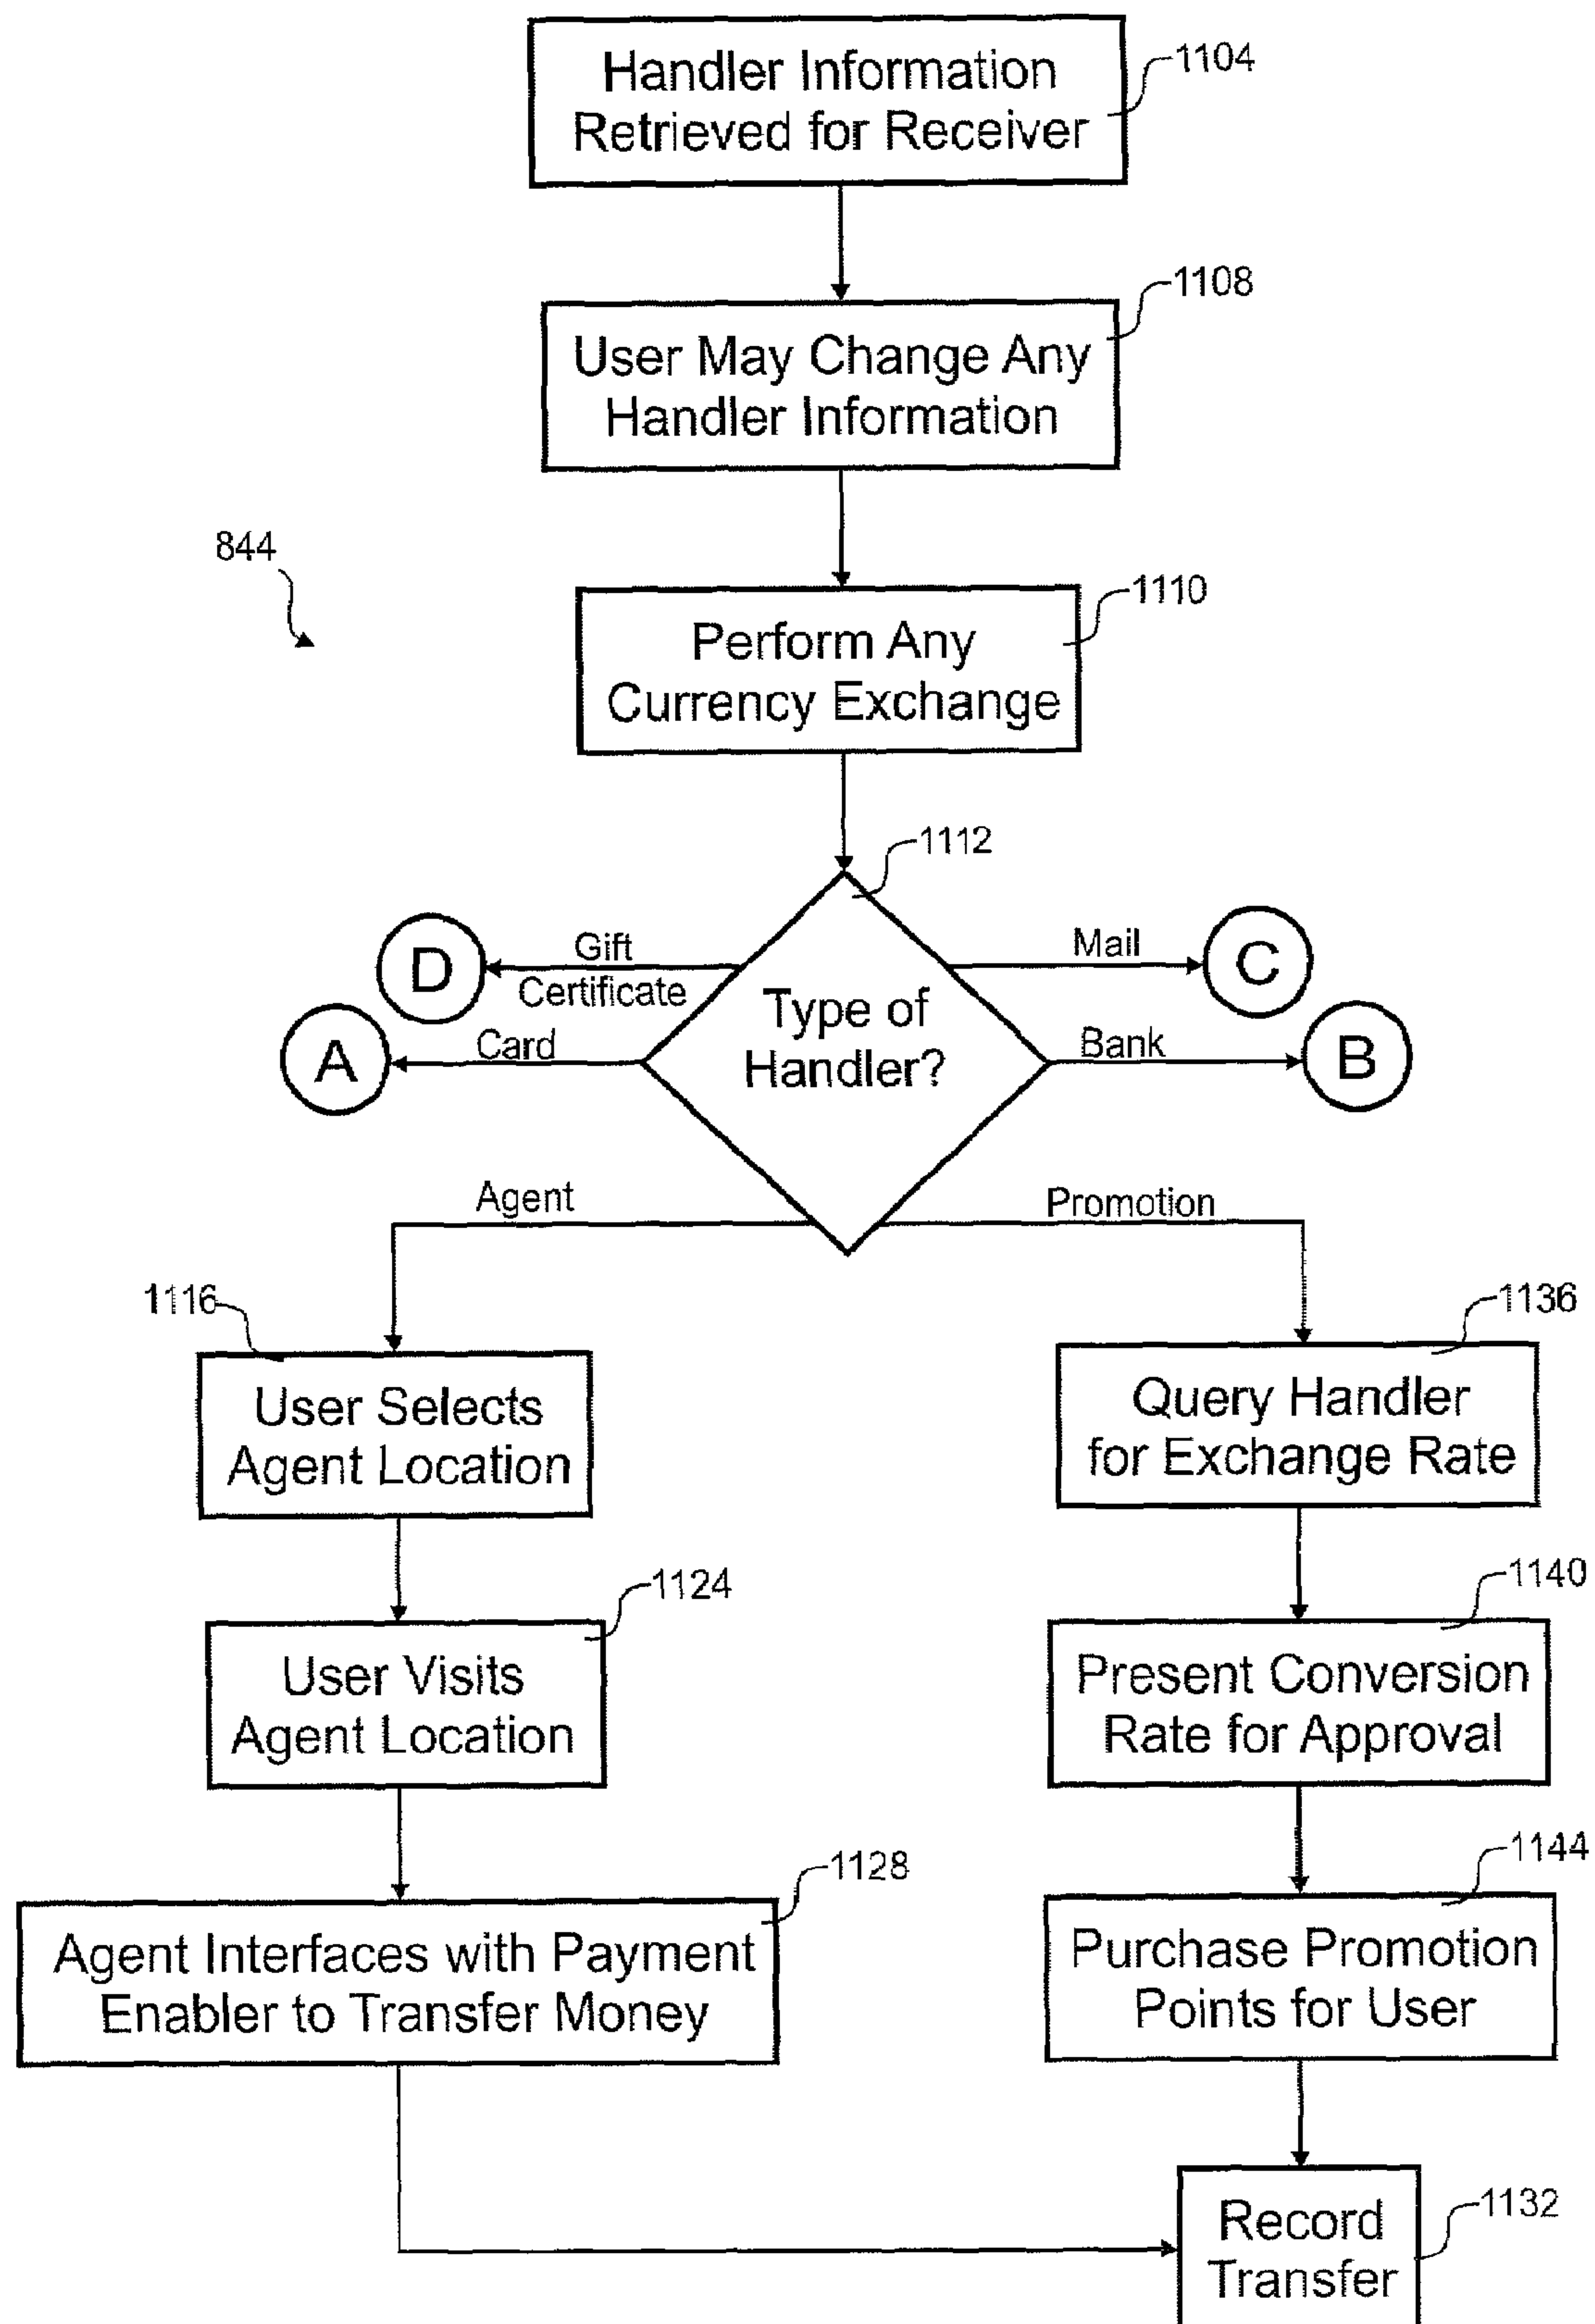 Handler Information
Retrieved for Receiver
1104
User May Change Any
Handler Information
1108
844
Perform Any
Currency Exchange
1110
1112
Type of
Handler?
D
Gift
Certificate
Mail
C
A
Card
Bank
B
Agent
Promotion
1116
User Selects
Agent Location
1136
Query Handler
for Exchange Rate
1124
User Visits
Agent Location
1140
Present Conversion
Rate for Approval
1128
Agent Interfaces with Payment
Enabler to Transfer Money
1144
Purchase Promotion
Points for User
1132
Record
Transfer